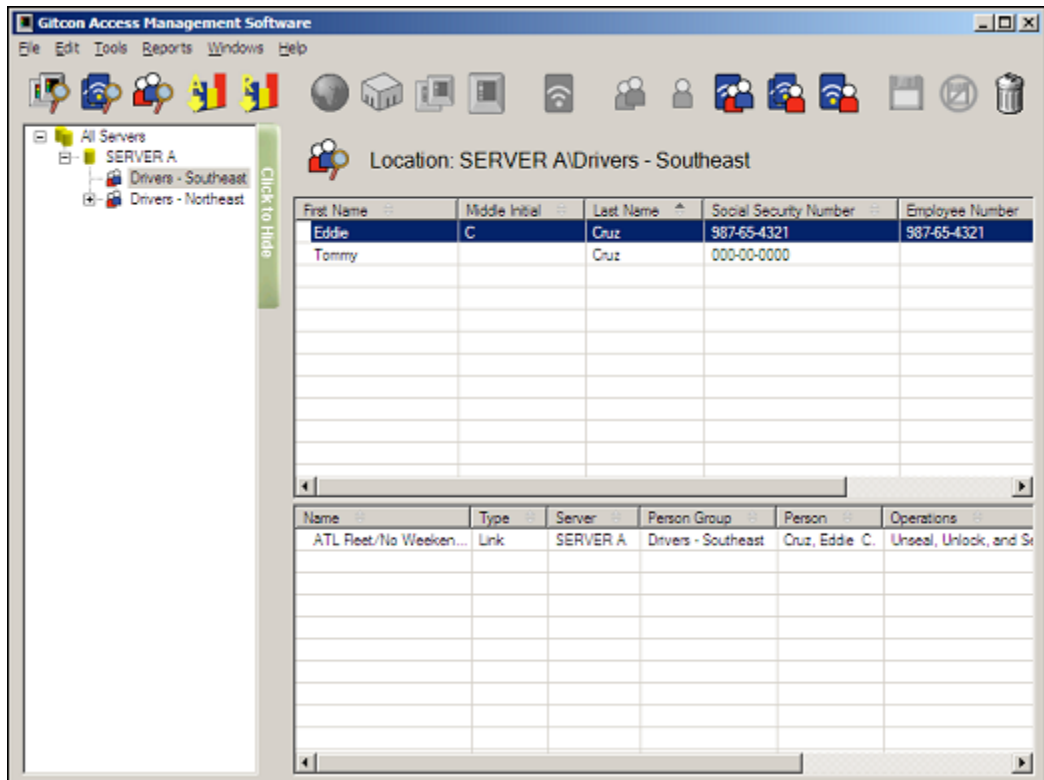 Gitcon Access Management Software
File Edit Tools Reports Windows Help
All Servers
SERVER A
Drivers - Southeast
Drivers - Northeast
Click to Hide
Location: SERVER A\Drivers - Southeast
First Name Middle Initial Last Name Social Security Number Employee Number
Eddie C Cruz 987-65-4321 987-65-4321
Tommy Cruz 000-00-0000
Name Type Server Person Group Person Operations
ATL Fleet/No Weeken... Link SERVER A Drivers - Southeast Cruz, Eddie C. Unseal, Unlock, and Se